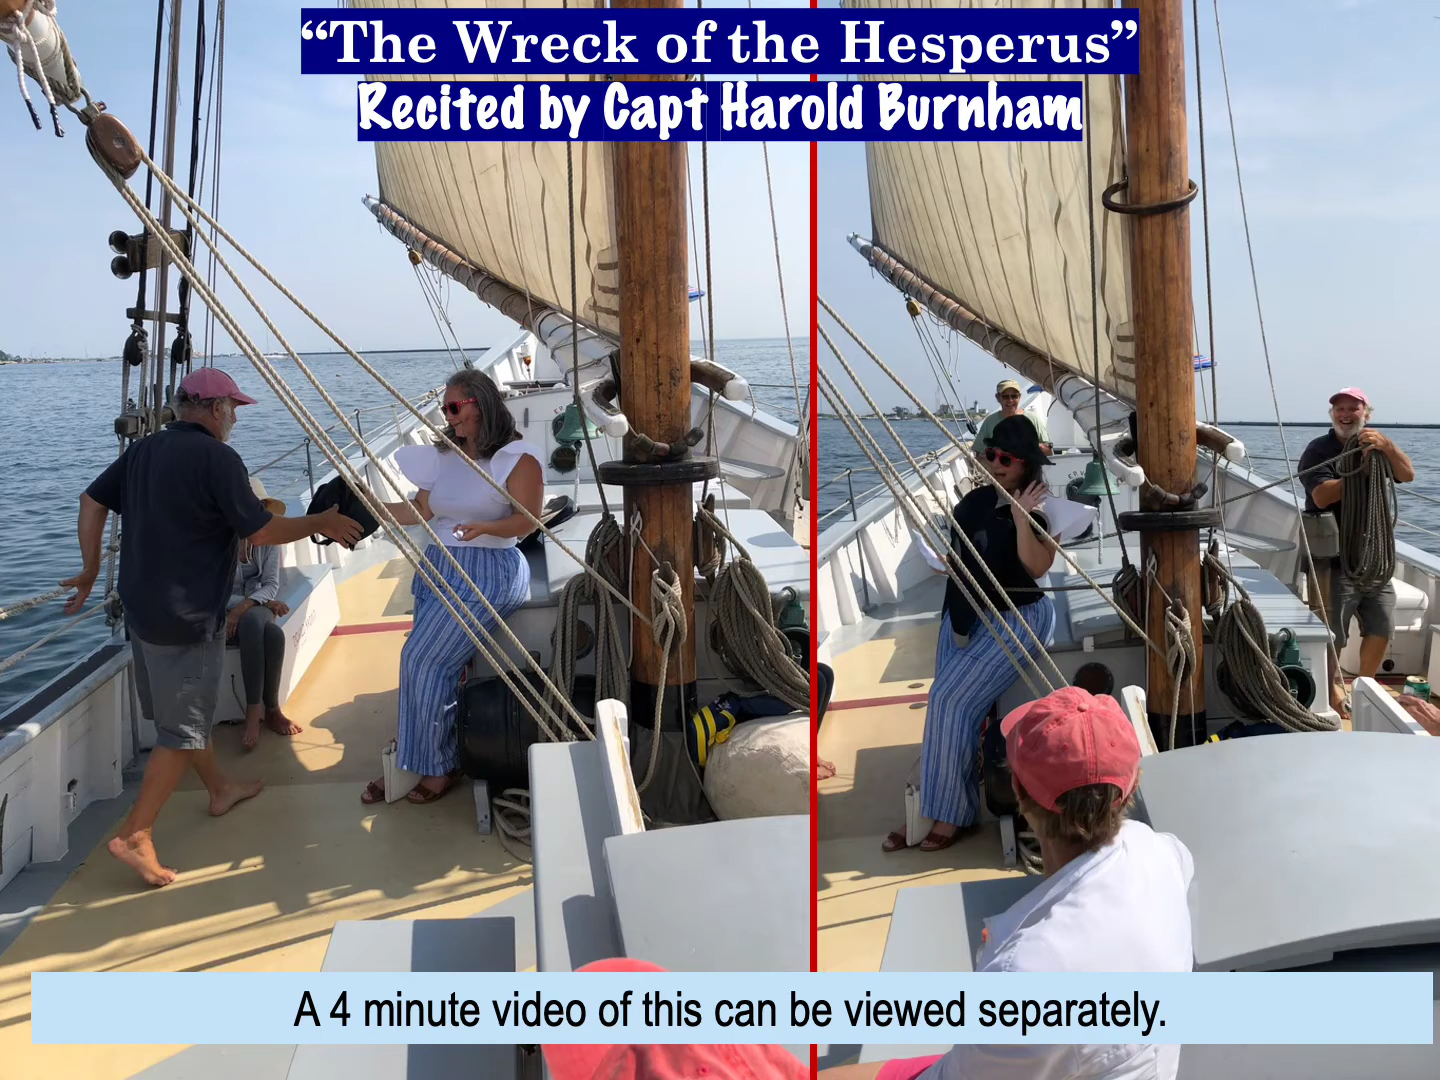 “The Wreck of the Hesperus”
Recited by Capt Harold Burnham
A 4 minute video of this can be viewed separately.